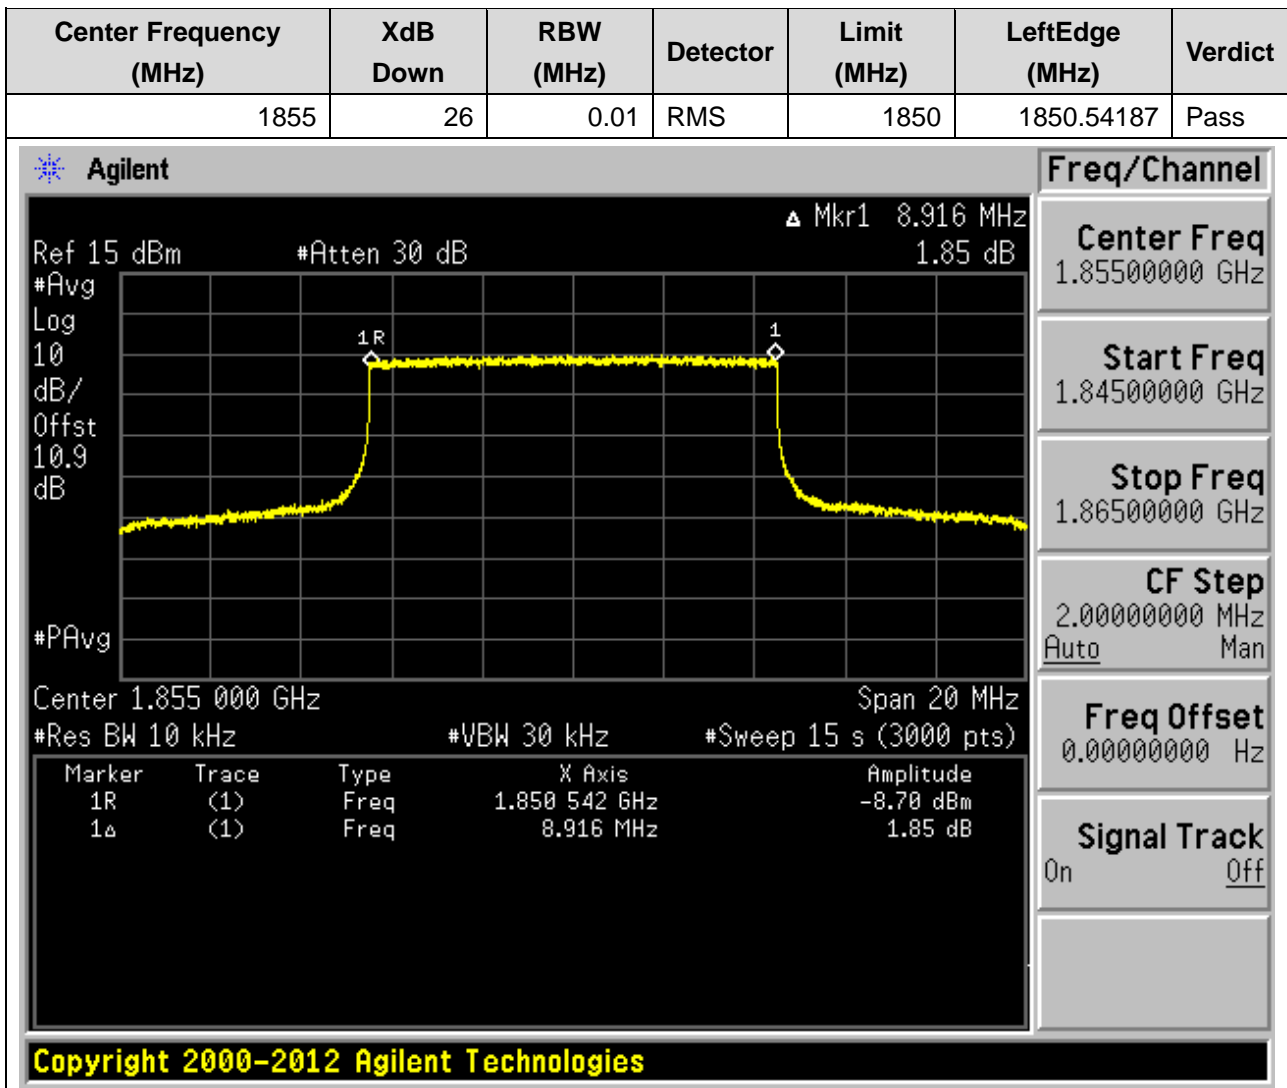 Center Frequency (MHz) XdB Down RBW (MHz) Detector Limit (MHz) LeftEdge (MHz) Verdict
1855 26 0.01 RMS 1850 1850.54187 Pass
Agilent
Freq/Channel
Δ Mkr1 8.916 MHz
Ref 15 dBm #Atten 30 dB 1.85 dB
#Avg
Log
10
dB/
Offst
10.9
dB
#PAvg
1R
1
Center 1.855 000 GHz Span 20 MHz
#Res BW 10 kHz #VBW 30 kHz #Sweep 15 s (3000 pts)
Marker Trace Type X Axis Amplitude
1R (1) Freq 1.850 542 GHz -8.70 dBm
1Δ (1) Freq 8.916 MHz 1.85 dB
Center Freq
1.85500000 GHz
Start Freq
1.84500000 GHz
Stop Freq
1.86500000 GHz
CF Step
2.00000000 MHz
Auto Man
Freq Offset
0.00000000 Hz
Signal Track
On Off
Copyright 2000-2012 Agilent Technologies